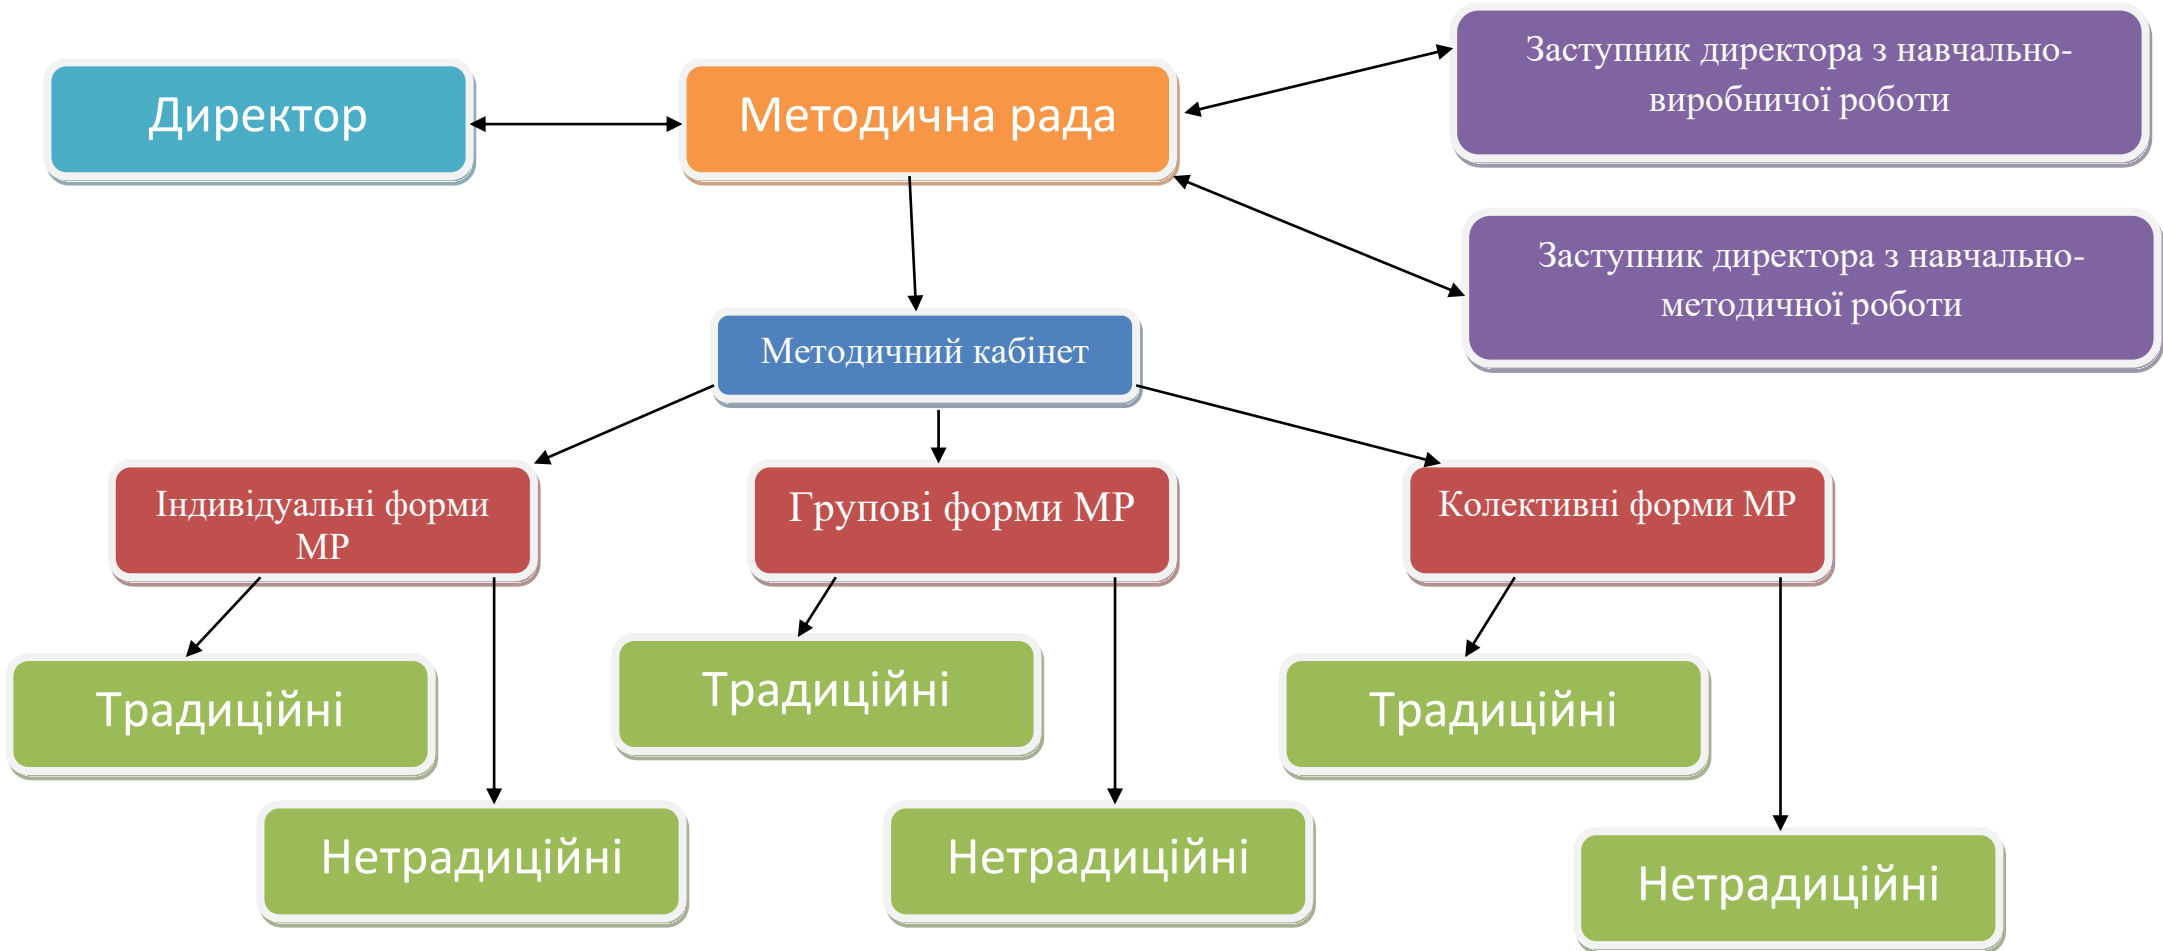 Директор
Методична рада
Заступник директора з навчально-
виробничої роботи
Заступник директора з навчально-
методичної роботи
Методичний кабінет
Індивідуальні форми
МР
Групові форми МР
Колективні форми МР
Традиційні
Традиційні
Традиційні
Нетрадиційні
Нетрадиційні
Нетрадиційні